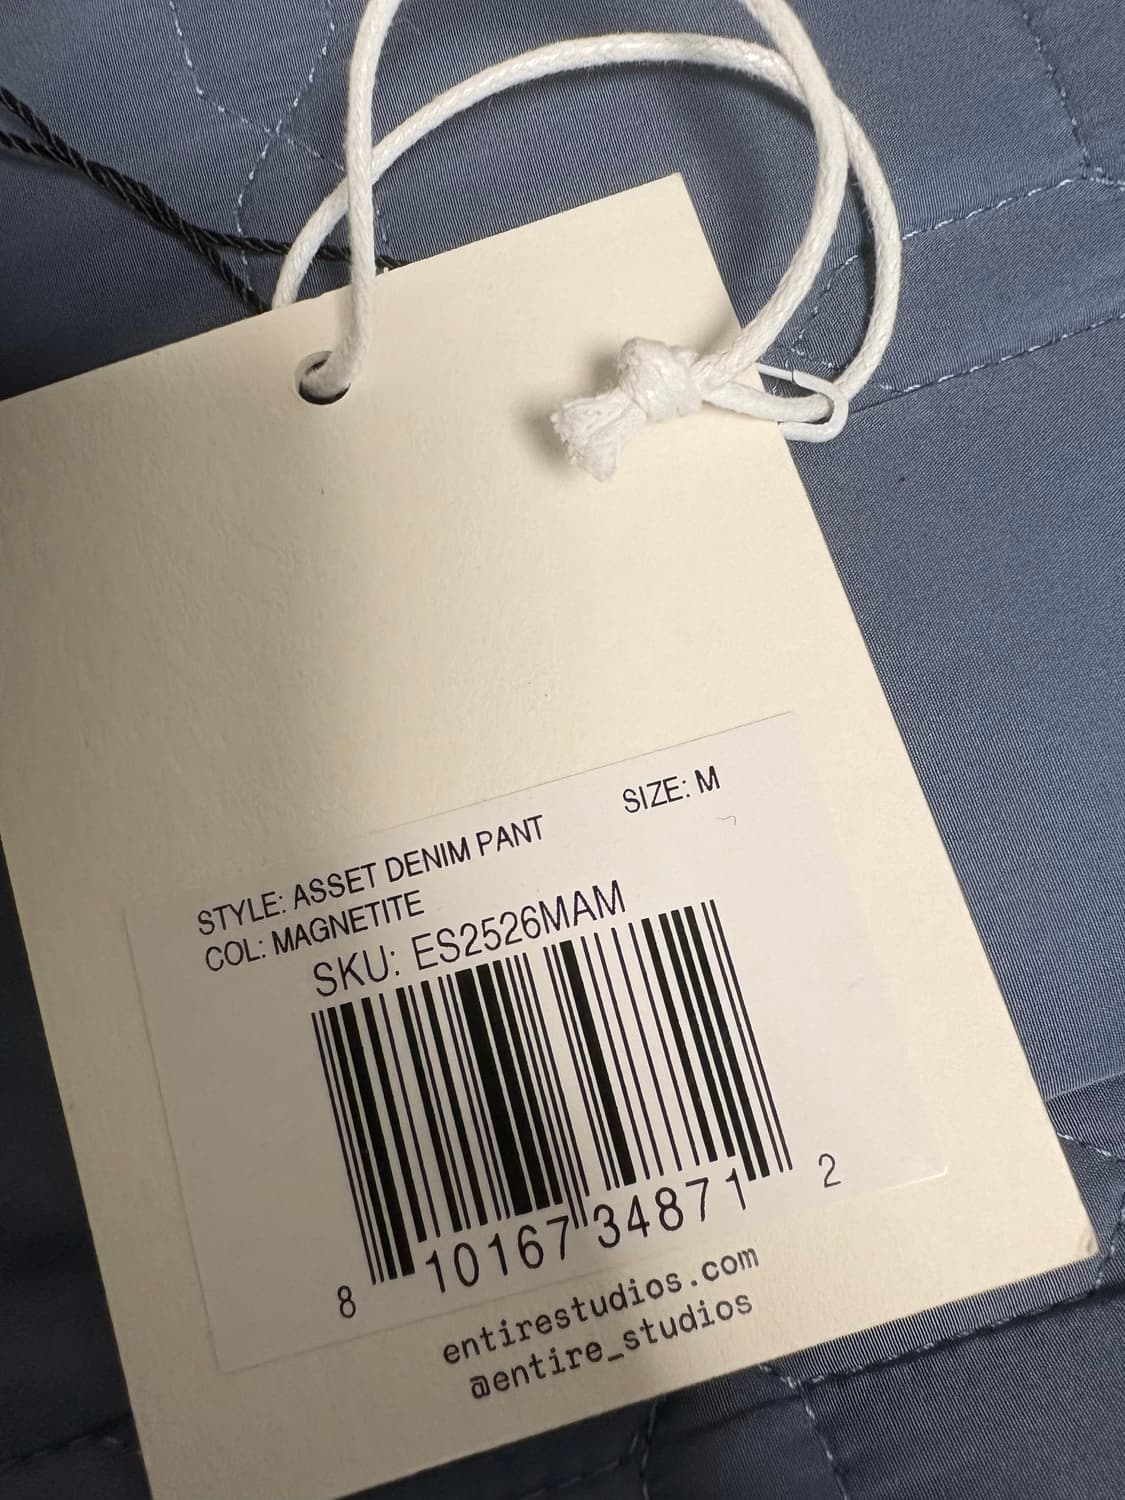 STYLE: ASSET DENIM PANT SIZE: M
COL: MAGNETITE
SKU: ES2526MAM
8 10167 34871 2
entirestudios.com
@entire_studios